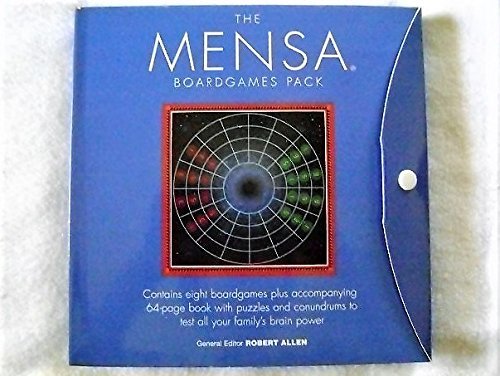 THE
MENSA®
BOARDGAMES PACK
Contains eight boardgames plus accompanying
64-page book with puzzles and conundrums to
test all your family's brain power
General Editor ROBERT ALLEN